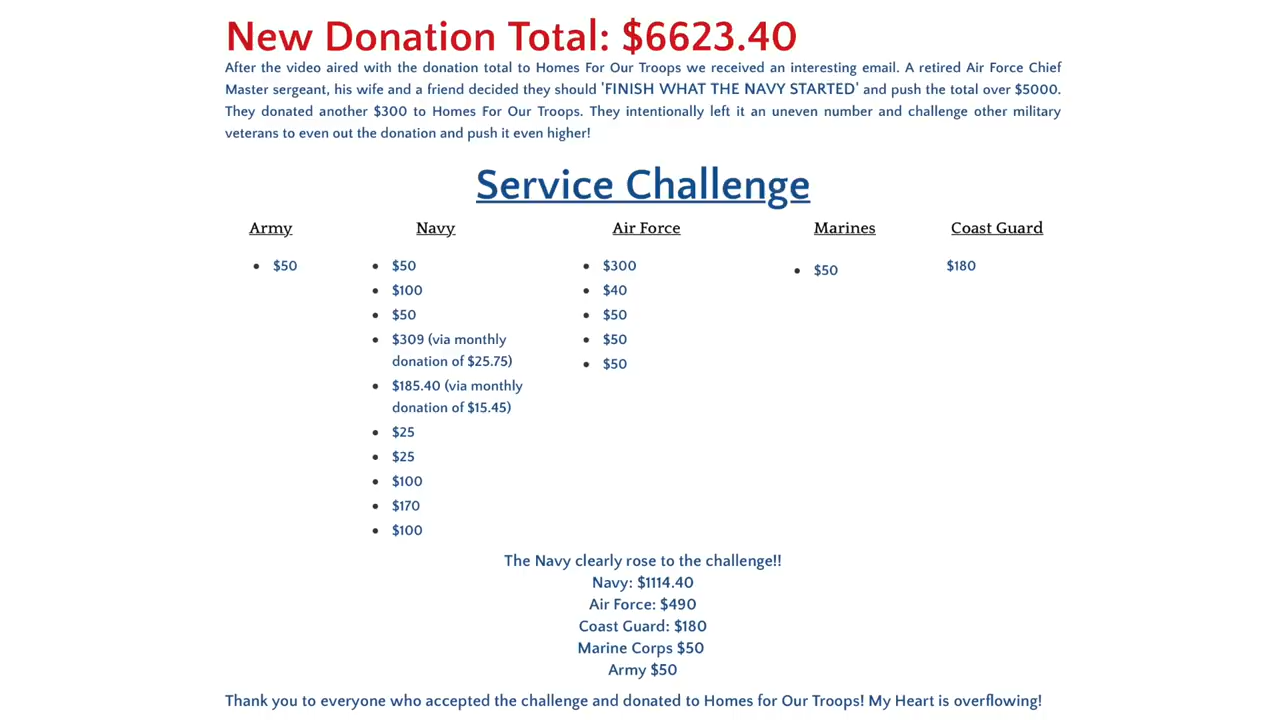 New Donation Total: $6623.40
After the video aired with the donation total to Homes For Our Troops we received an interesting email. A retired Air Force Chief
Master sergeant, his wife and a friend decided they should 'FINISH WHAT THE NAVY STARTED' and push the total over $5000.
They donated another $300 to Homes For Our Troops. They intentionally left it an uneven number and challenge other military
veterans to even out the donation and push it even higher!
Service Challenge
Army
• $50
Navy
• $50
• $100
• $50
• $309 (via monthly
donation of $25.75)
• $185.40 (via monthly
donation of $15.45)
• $25
• $25
• $100
• $170
• $100
Air Force
• $300
• $40
• $50
• $50
• $50
Marines
• $50
Coast Guard
$180
The Navy clearly rose to the challenge!!
Navy: $1114.40
Air Force: $490
Coast Guard: $180
Marine Corps $50
Army $50
Thank you to everyone who accepted the challenge and donated to Homes for Our Troops! My Heart is overflowing!